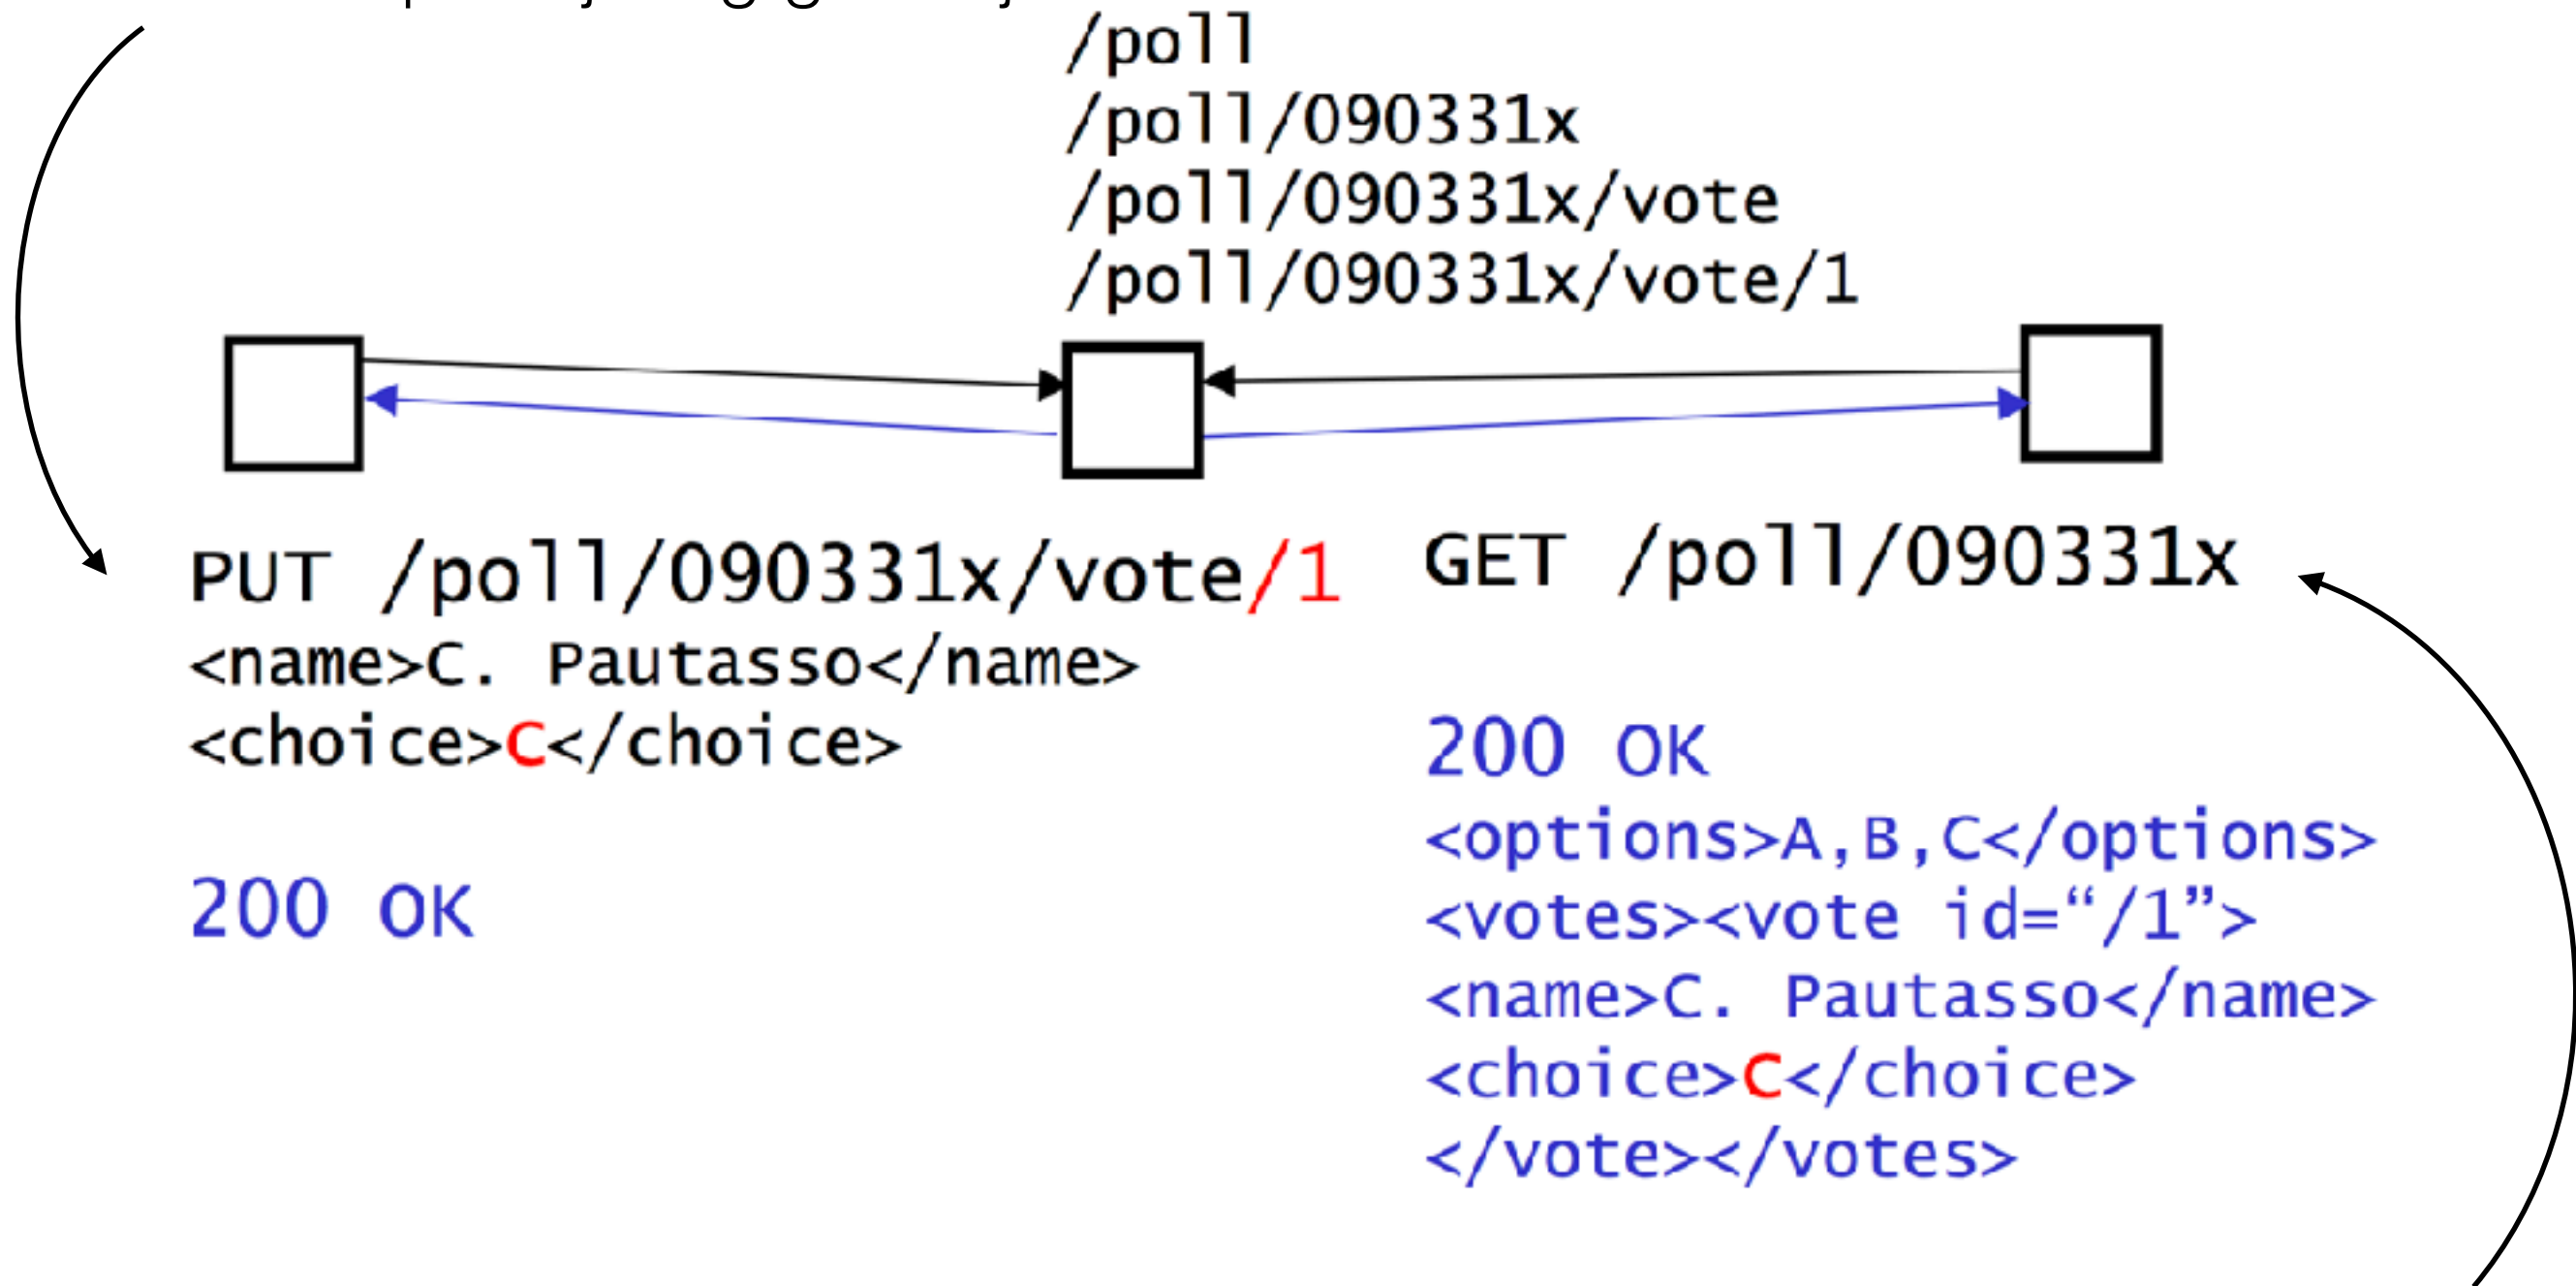 /poll
/poll/090331x
/poll/090331x/vote
/poll/090331x/vote/1
PUT /poll/090331x/vote/1
<name>C. Pautasso</name>
<choice>C</choice>
200 OK
GET /poll/090331x
200 OK
<options>A,B,C</options>
<votes><vote id=“/1”>
<name>C. Pautasso</name>
<choice>C</choice>
</vote></votes>